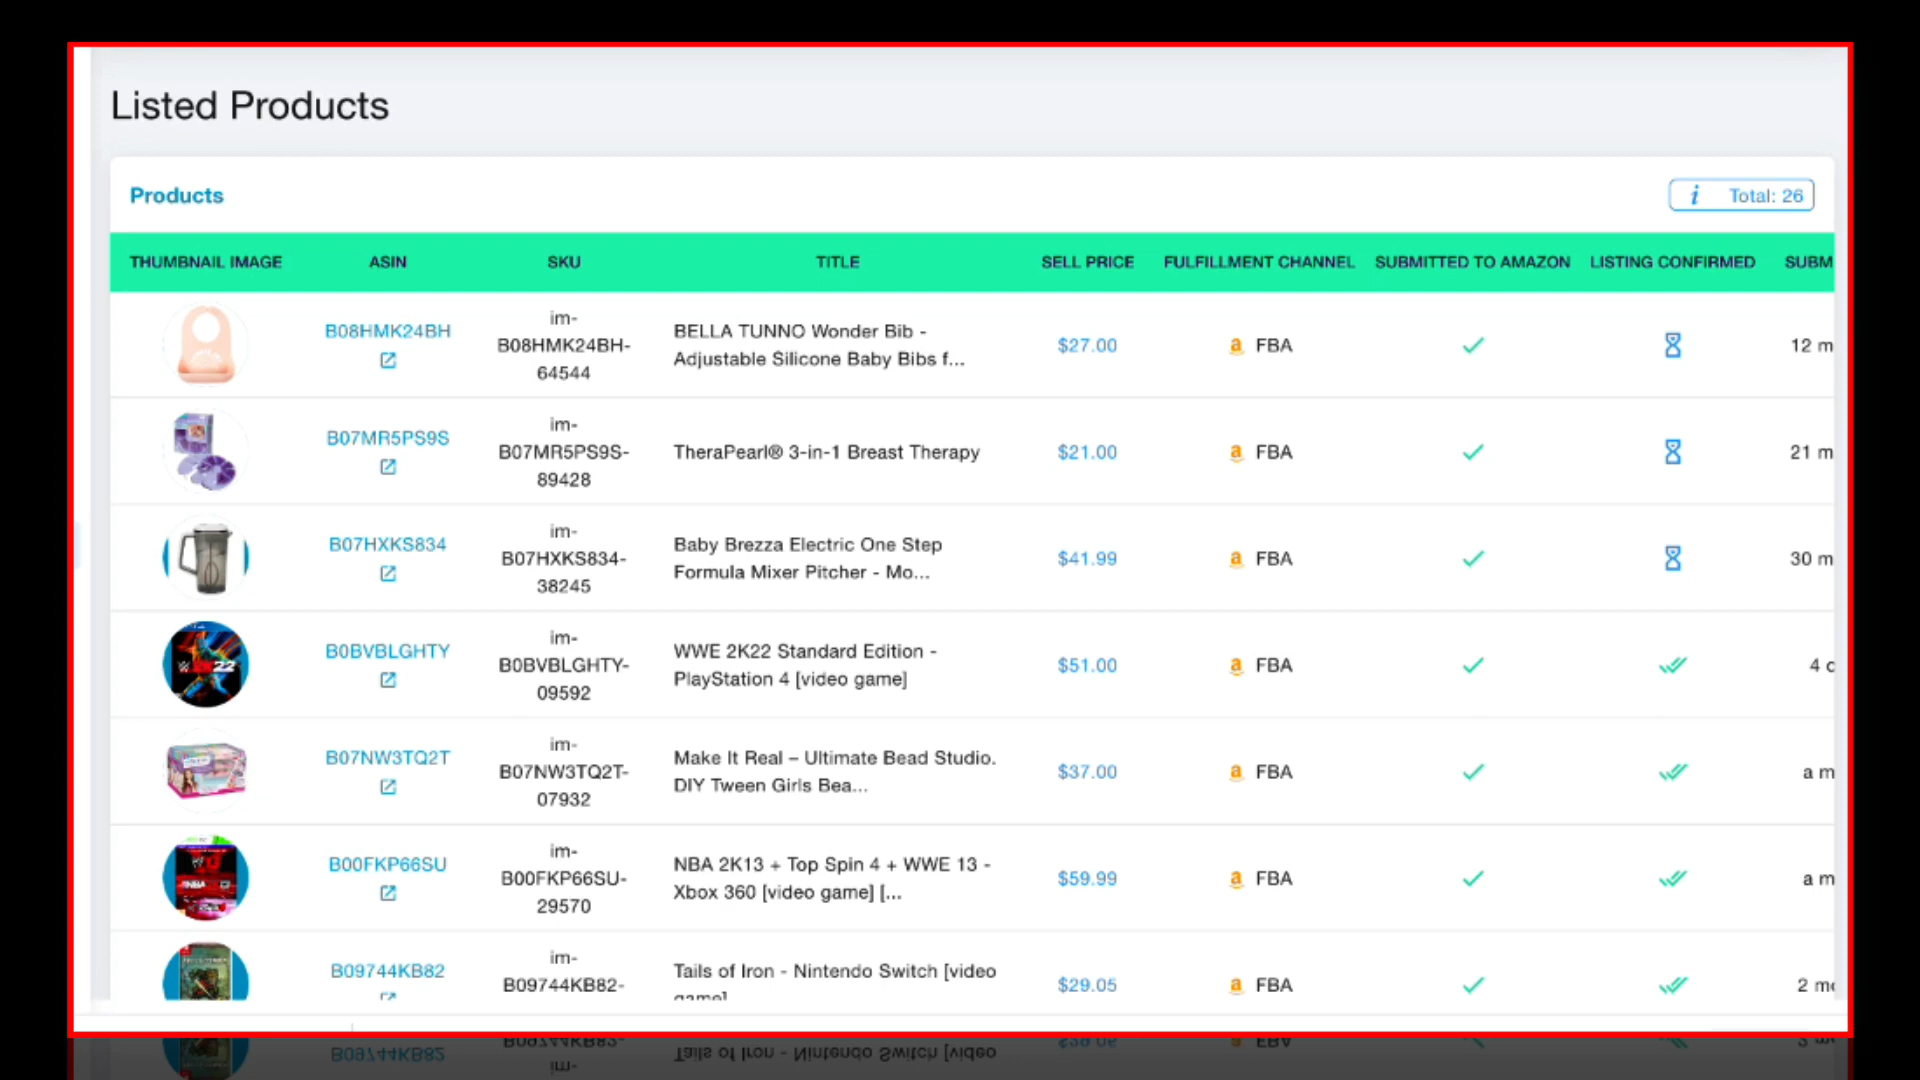 Listed Products
Products
i Total: 26
THUMBNAIL IMAGE ASIN SKU TITLE SELL PRICE FULFILLMENT CHANNEL SUBMITTED TO AMAZON LISTING CONFIRMED SUBM
B08HMK24BH
im-
B08HMK24BH-
64544
BELLA TUNNO Wonder Bib -
Adjustable Silicone Baby Bibs f...
$27.00
a FBA
12 m
B07MR5PS9S
im-
B07MR5PS9S-
89428
TheraPearl® 3-in-1 Breast Therapy
$21.00
a FBA
21 m
B07HXKS834
im-
B07HXKS834-
38245
Baby Brezza Electric One Step
Formula Mixer Pitcher - Mo...
$41.99
a FBA
30 m
B0BVBLGHTY
im-
B0BVBLGHTY-
09592
WWE 2K22 Standard Edition -
PlayStation 4 [video game]
$51.00
a FBA
4
B07NW3TQ2T
im-
B07NW3TQ2T-
07932
Make It Real – Ultimate Bead Studio.
DIY Tween Girls Bea...
$37.00
a FBA
a m
B00FKP66SU
im-
B00FKP66SU-
29570
NBA 2K13 + Top Spin 4 + WWE 13 -
Xbox 360 [video game] [...
$59.99
a FBA
a m
B09744KB82
im-
B09744KB82-
Tails of Iron - Nintendo Switch [video
game]
$29.05
a FBA
2 m